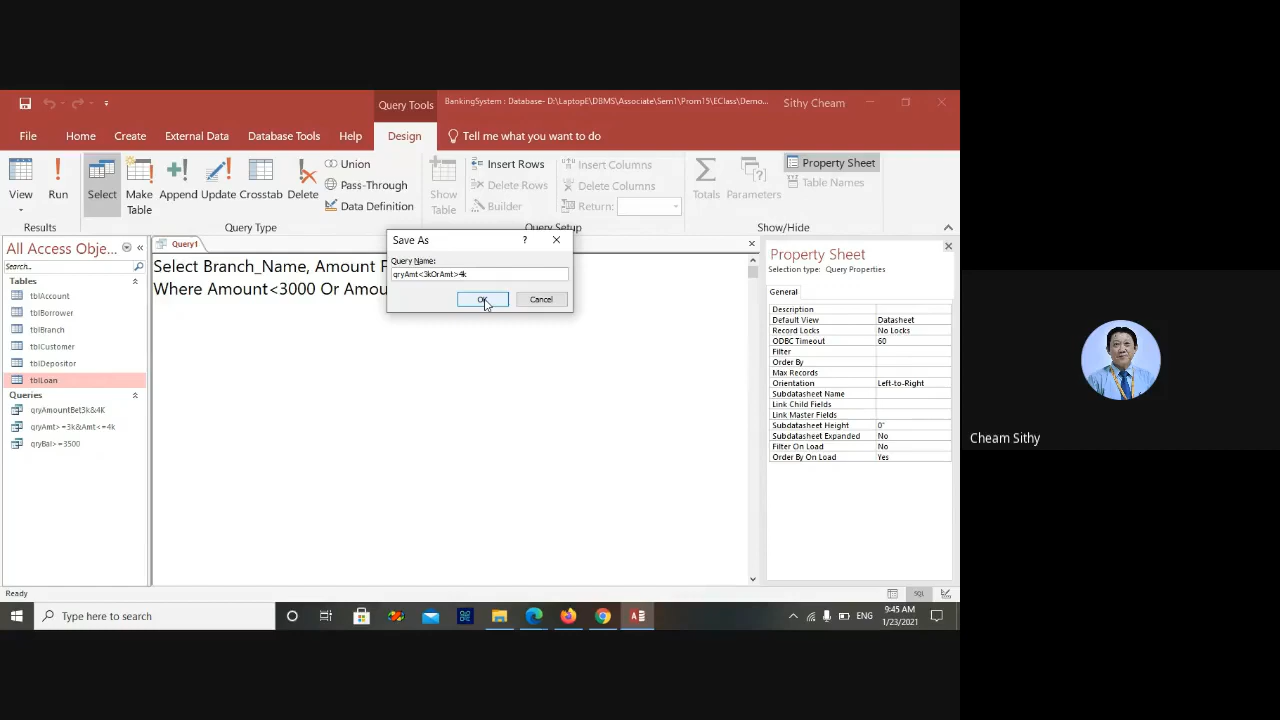 Query Tools
BankingSystem : Database- D:\LaptopE\DBMS\Associate\Sem1\Prom15\EClass\Demo...
Sithy Cheam
File Home Create External Data Database Tools Help Design Tell me what you want to do
View
Run
Select
Make Table
Append
Update
Crosstab
Delete
Union
Pass-Through
Data Definition
Show Table
Insert Rows
Delete Rows
Builder
Insert Columns
Delete Columns
Return:
Totals
Parameters
Property Sheet
Table Names
Results
Query Type
Query Setup
Show/Hide
All Access Obje...
Search...
Tables
tblAccount
tblBorrower
tblBranch
tblCustomer
tblDepositor
tblLoan
Queries
qryAmountBet3k&4K
qryAmt>=3k&Amt<=4k
qryBal>=3500
Query1
Select Branch_Name, Amount F
Where Amount<3000 Or Amou
Save As
?
Query Name:
qryAmt<3kOrAmt>4k
OK
Cancel
Property Sheet
Selection type: Query Properties
General
Description
Default View Datasheet
Record Locks No Locks
ODBC Timeout 60
Filter
Order By
Max Records
Orientation Left-to-Right
Subdatasheet Name
Link Child Fields
Link Master Fields
Subdatasheet Height 0"
Subdatasheet Expanded No
Filter On Load No
Order By On Load Yes
Ready
SQL
Type here to search
ENG
9:45 AM
1/23/2021
Cheam Sithy